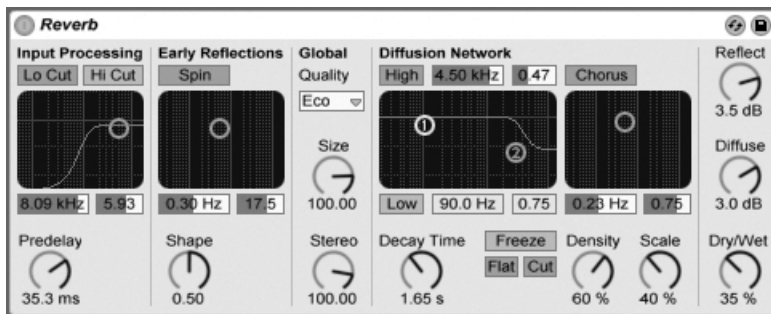 Reverb
Input Processing
Lo Cut Hi Cut
8.09 kHz 5.93
Predelay
35.3 ms
Early Reflections
Spin
0.30 Hz 17.5
Shape
0.50
Global
Quality
Eco
Size
100.00
Stereo
100.00
Diffusion Network
High 4.50 kHz 0.47 Chorus
1
2
Low 90.0 Hz 0.75 0.23 Hz 0.75
Decay Time
1.65 s
Freeze
Flat Cut
Density
60 %
Scale
40 %
Reflect
3.5 dB
Diffuse
3.0 dB
Dry/Wet
35 %